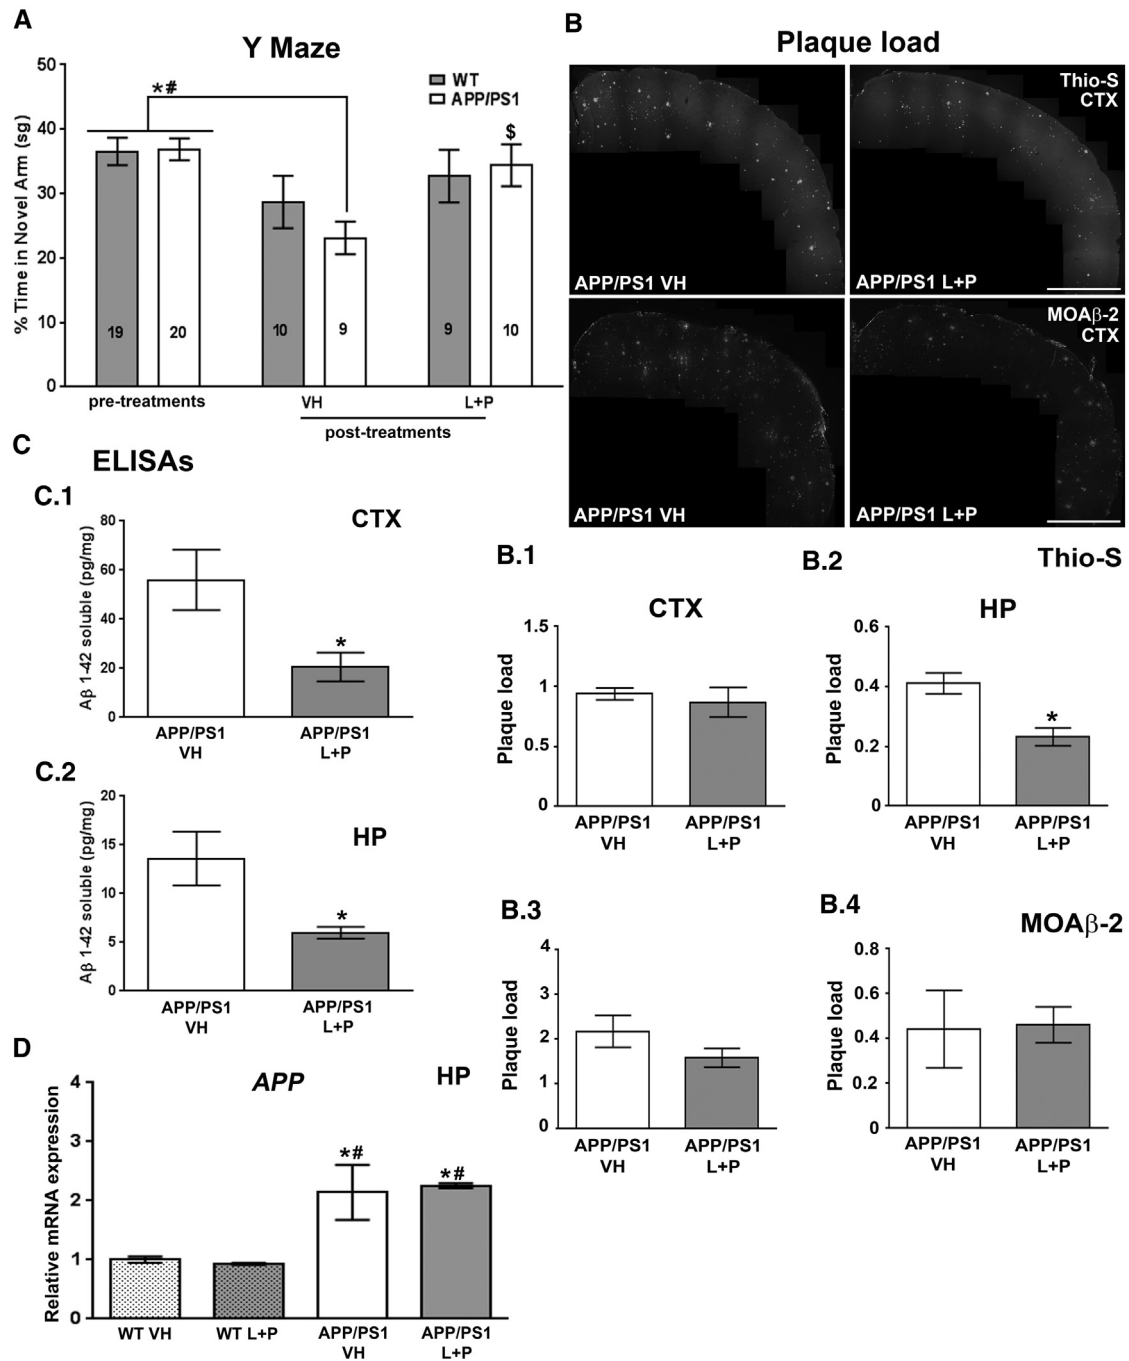 A
Y Maze
% Time in Novel Arm (sg)
50
40
30
20
10
0
*#
WT
APP/PS1
$
19
20
10
9
9
10
pre-treatments
VH
L+P
post-treatments
B
Plaque load
Thio-S
CTX
APP/PS1 VH
APP/PS1 L+P
MOAβ-2
CTX
APP/PS1 VH
APP/PS1 L+P
C
ELISAs
C.1
CTX
Aβ 1-42 soluble (pg/mg)
80
60
40
20
0
*
APP/PS1
VH
APP/PS1
L+P
C.2
HP
Aβ 1-42 soluble (pg/mg)
20
15
10
5
0
*
APP/PS1
VH
APP/PS1
L+P
B.1
CTX
Plaque load
1.5
1
0.5
0
APP/PS1
VH
APP/PS1
L+P
B.2
Thio-S
HP
Plaque load
0.6
0.4
0.2
0
*
APP/PS1
VH
APP/PS1
L+P
B.3
Plaque load
4
3
2
1
0
APP/PS1
VH
APP/PS1
L+P
B.4
MOAβ-2
Plaque load
0.8
0.6
0.4
0.2
0
APP/PS1
VH
APP/PS1
L+P
D
APP
HP
Relative mRNA expression
4
3
2
1
0
*#
*#
WT VH
WT L+P
APP/PS1
VH
APP/PS1
L+P